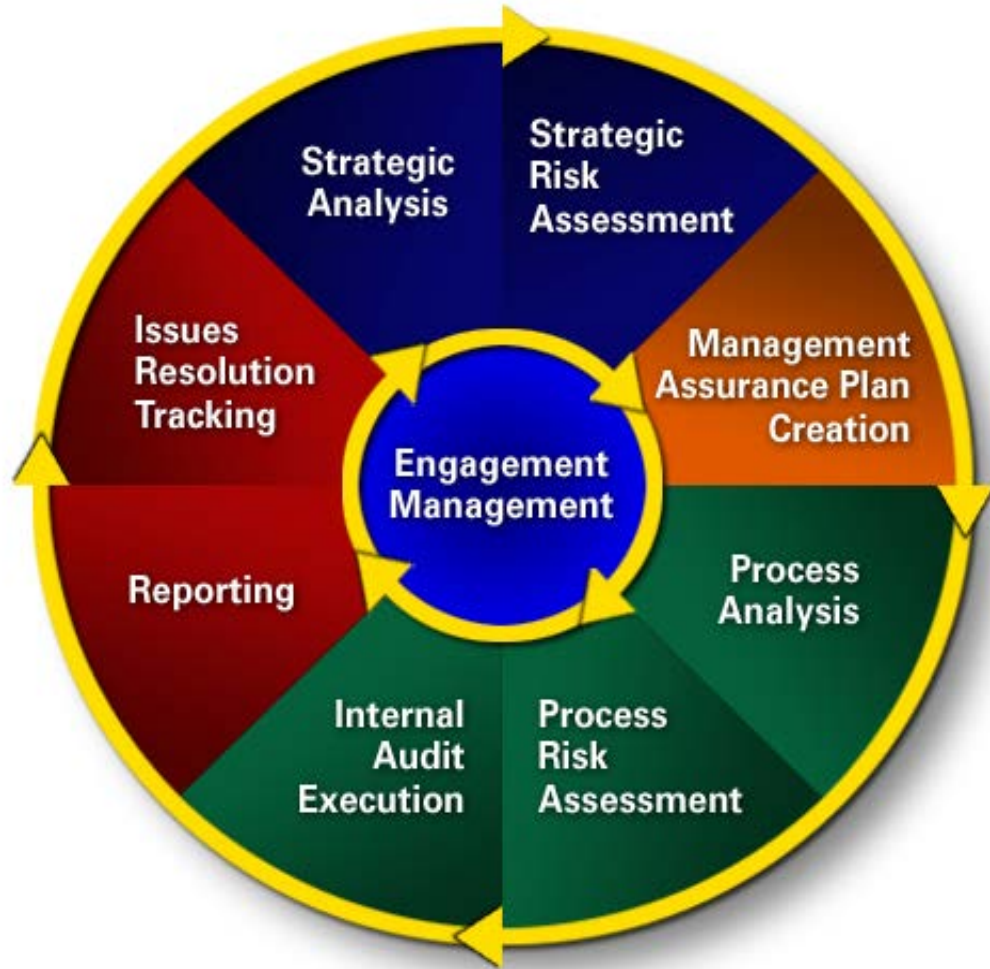 Strategic
Analysis
Strategic
Risk
Assessment
Management
Assurance Plan
Creation
Process
Analysis
Process
Risk
Assessment
Internal
Audit
Execution
Reporting
Issues
Resolution
Tracking
Engagement
Management